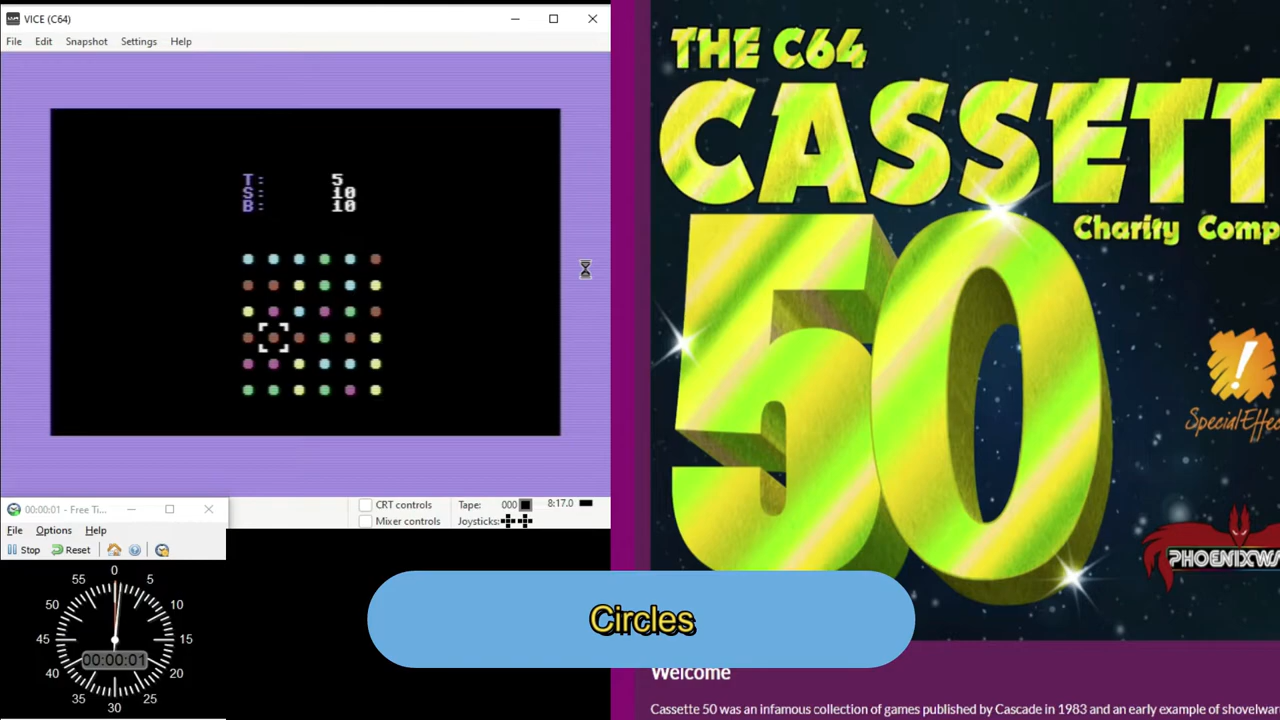 VICE (C64)
File Edit Snapshot Settings Help
T: 5
S: 10
B: 10
CRT controls
Mixer controls
Tape: 000
Joysticks:
8:17.0
00:00:01 - Free Ti...
File Options Help
Stop Reset
0
5
10
15
20
25
30
35
40
45
50
55
00:00:01
THE C64
CASSETT
50
Charity Comp
!
SpecialEffe
PHOENIXWA
Circles
Welcome
Cassette 50 was an infamous collection of games published by Cascade in 1983 and an early example of shovelwar